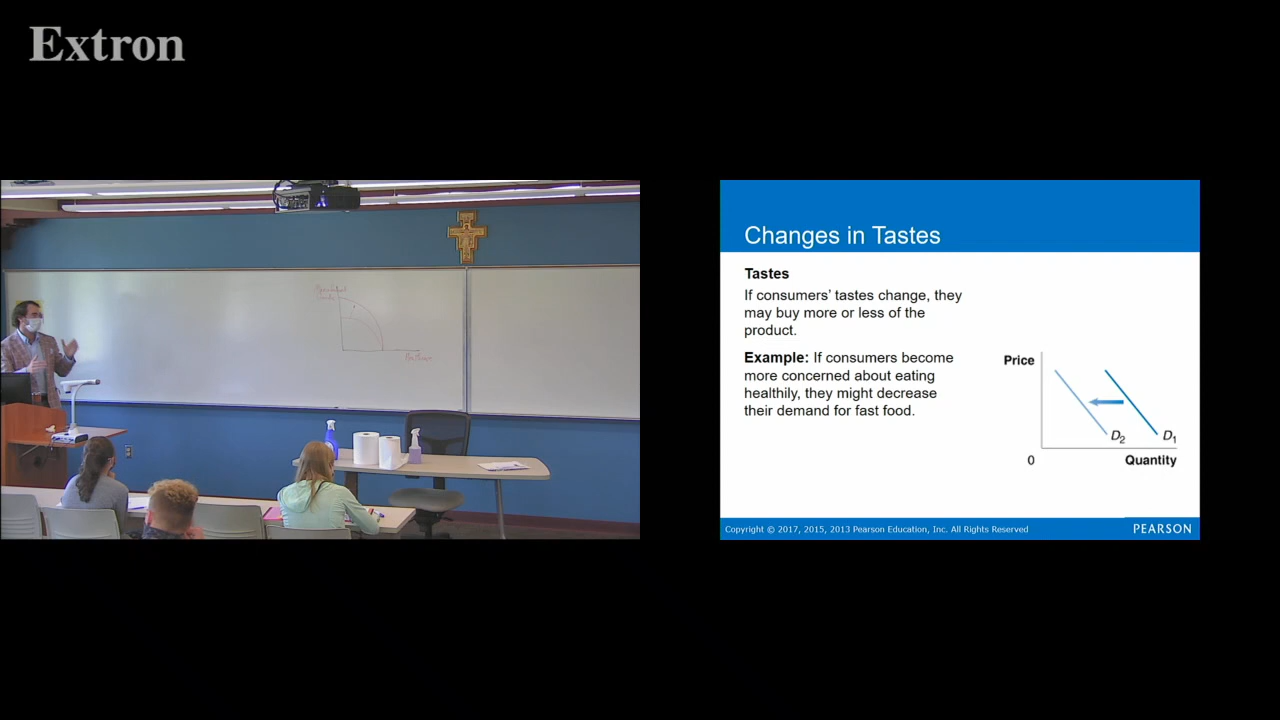 Extron
Changes in Tastes
Tastes
If consumers' tastes change, they
may buy more or less of the
product.
Example: If consumers become
more concerned about eating
healthily, they might decrease
their demand for fast food.
Price
D2
D1
0
Quantity
Copyright © 2017, 2015, 2013 Pearson Education, Inc. All Rights Reserved
PEARSON